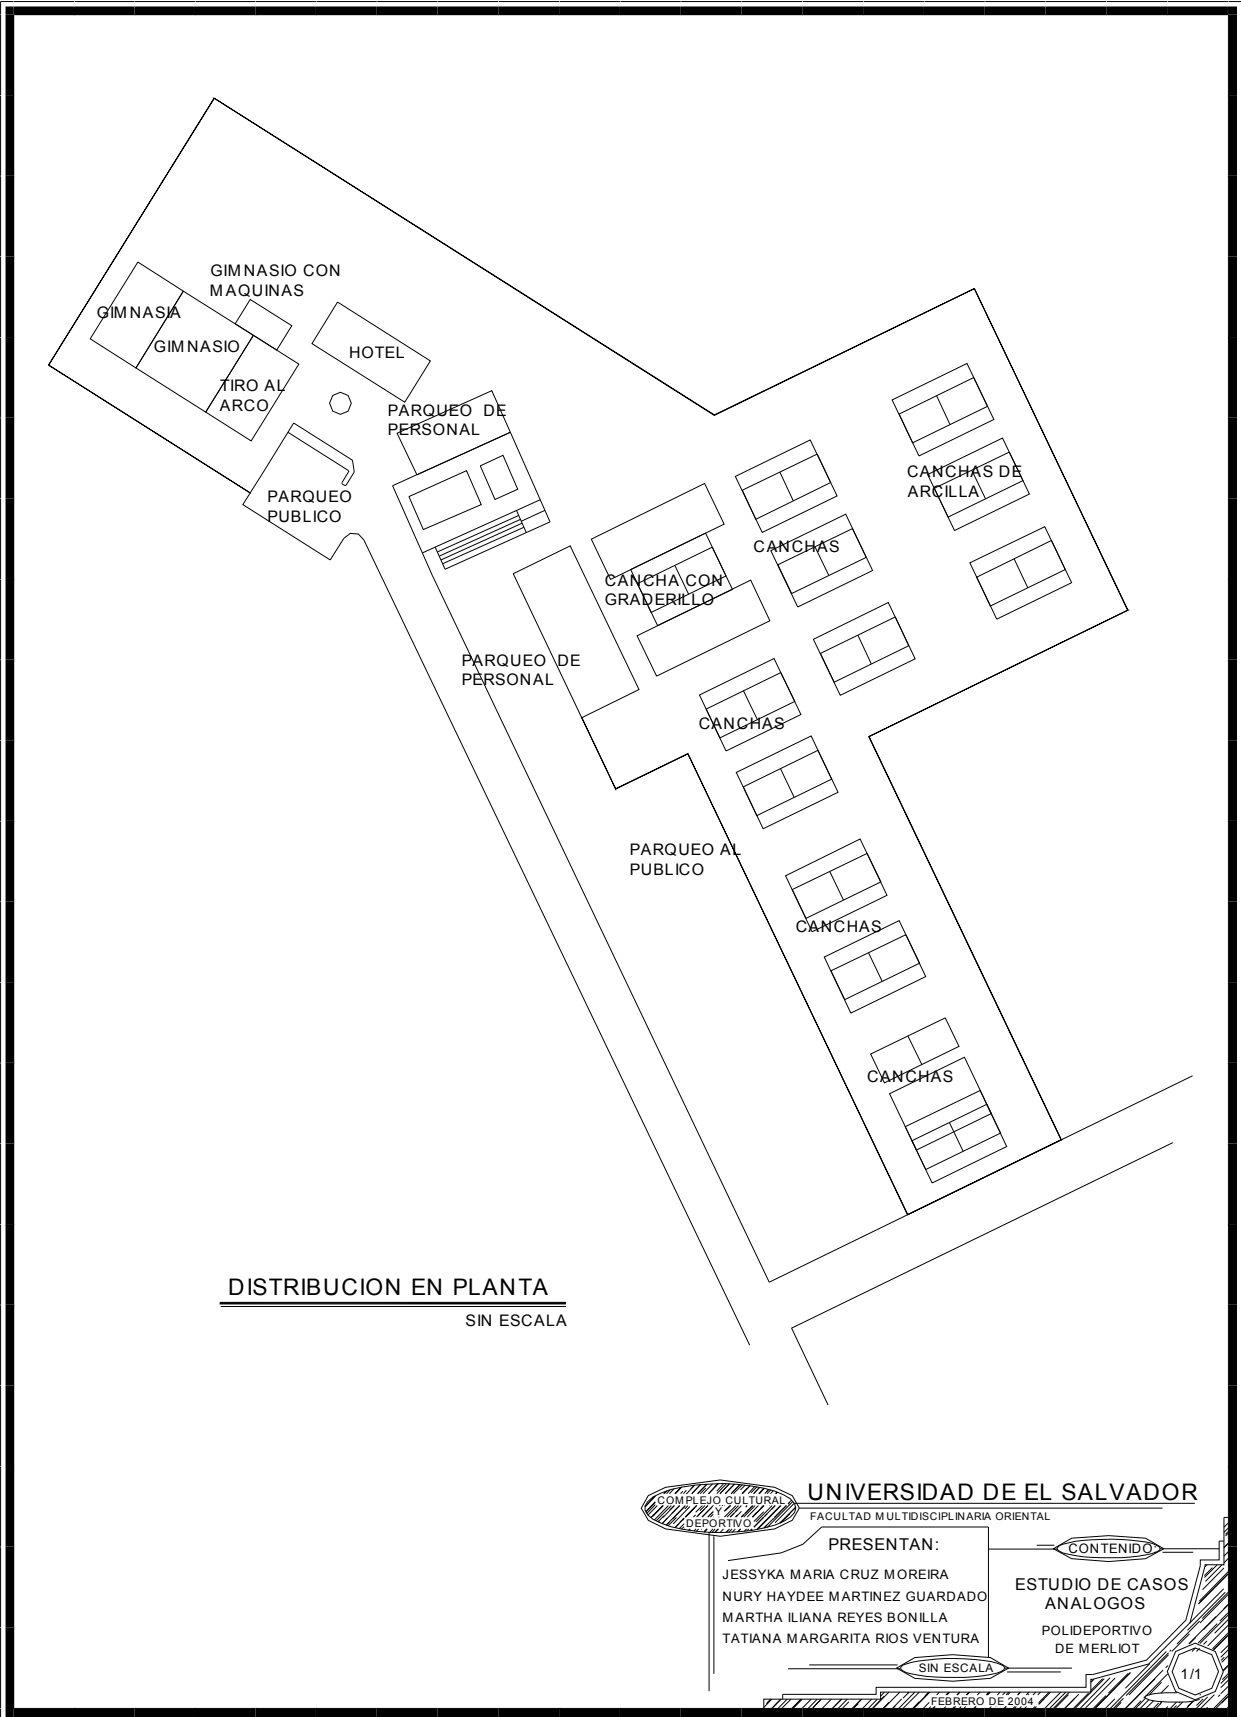 GIMNASIO CON
MAQUINAS
GIMNASIA
GIMNASIO
HOTEL
TIRO AL
ARCO
PARQUEO DE
PERSONAL
PARQUEO
PUBLICO
CANCHAS DE
ARCILLA
CANCHAS
CANCHA CON
GRADERILLO
PARQUEO DE
PERSONAL
CANCHAS
PARQUEO AL
PUBLICO
CANCHAS
CANCHAS
DISTRIBUCION EN PLANTA
SIN ESCALA
COMPLEJO CULTURAL
Y
DEPORTIVO
UNIVERSIDAD DE EL SALVADOR
FACULTAD MULTIDISCIPLINARIA ORIENTAL
PRESENTAN:
JESSYKA MARIA CRUZ MOREIRA
NURY HAYDEE MARTINEZ GUARDADO
MARTHA ILIANA REYES BONILLA
TATIANA MARGARITA RIOS VENTURA
CONTENIDO:
ESTUDIO DE CASOS
ANALOGOS
POLIDEPORTIVO
DE MERLIOT
SIN ESCALA
1/1
FEBRERO DE 2004